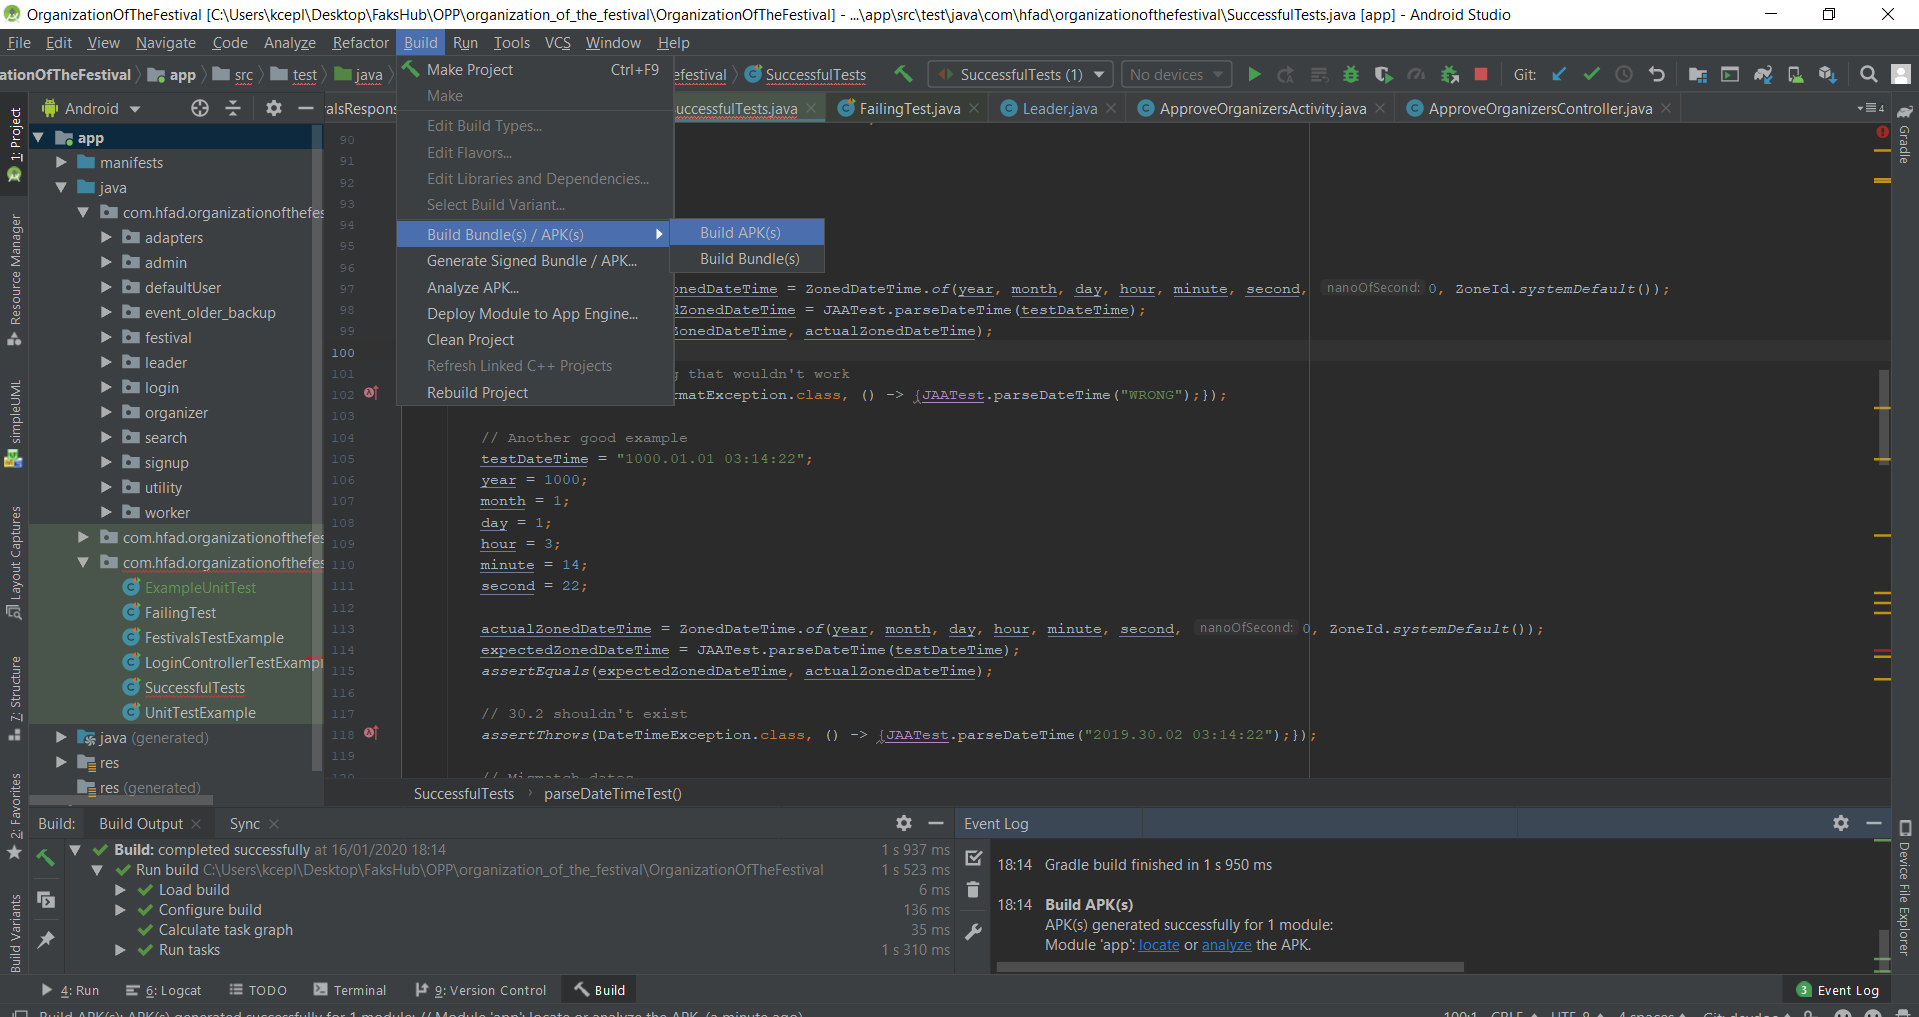 OrganizationOfTheFestival [C:\Users\kcepl\Desktop\FaksHub\OPP\organization_of_the_festival\OrganizationOfTheFestival] - ...\app\src\test\java\com\hfad\organizationofthefestival\SuccessfulTests.java [app] - Android Studio
File Edit View Navigate Code Analyze Refactor Build Run Tools VCS Window Help
ationOfTheFestival app src test java efestival SuccessfulTests SuccessfulTests (1) No devices Git:
Android
valsRespons uccessfulTests.java FailingTest.java Leader.java ApproveOrganizersActivity.java ApproveOrganizersController.java 4
1: Project
Resource Manager
simpleUML
Layout Captures
7: Structure
2: Favorites
Build Variants
app
manifests
java
com.hfad.organizationofthefes
adapters
admin
defaultUser
event_older_backup
festival
leader
login
organizer
search
signup
utility
worker
com.hfad.organizationofthefes
com.hfad.organizationofthefes
ExampleUnitTest
FailingTest
FestivalsTestExample
LoginControllerTestExampl
SuccessfulTests
UnitTestExample
java (generated)
res
res (generated)
Make Project Ctrl+F9
Make
Edit Build Types...
Edit Flavors...
Edit Libraries and Dependencies...
Select Build Variant...
Build Bundle(s) / APK(s)
Generate Signed Bundle / APK...
Analyze APK...
Deploy Module to App Engine...
Clean Project
Refresh Linked C++ Projects
Rebuild Project
Build APK(s)
Build Bundle(s)
90
91
92
93
94
95
96
97 onedDateTime = ZonedDateTime.of(year, month, day, hour, minute, second, nanoOfSecond: 0, ZoneId.systemDefault());
98 dZonedDateTime = JAATest.parseDateTime(testDateTime);
99 ZonedDateTime, actualZonedDateTime);
100
101 g that wouldn't work
102 rmatException.class, () -> {JAATest.parseDateTime("WRONG");});
103
104 // Another good example
105 testDateTime = "1000.01.01 03:14:22";
106 year = 1000;
107 month = 1;
108 day = 1;
109 hour = 3;
110 minute = 14;
111 second = 22;
112
113 actualZonedDateTime = ZonedDateTime.of(year, month, day, hour, minute, second, nanoOfSecond: 0, ZoneId.systemDefault());
114 expectedZonedDateTime = JAATest.parseDateTime(testDateTime);
115 assertEquals(expectedZonedDateTime, actualZonedDateTime);
116
117 // 30.2 shouldn't exist
118 assertThrows(DateTimeException.class, () -> {JAATest.parseDateTime("2019.30.02 03:14:22");});
119
120 // Mismatch dates
SuccessfulTests parseDateTimeTest()
Gradle
Device File Explorer
Build: Build Output Sync
Build: completed successfully at 16/01/2020 18:14 1 s 937 ms
Run build C:\Users\kcepl\Desktop\FaksHub\OPP\organization_of_the_festival\OrganizationOfTheFestival 1 s 523 ms
Load build 6 ms
Configure build 136 ms
Calculate task graph 35 ms
Run tasks 1 s 310 ms
Event Log
18:14 Gradle build finished in 1 s 950 ms
18:14 Build APK(s)
APK(s) generated successfully for 1 module:
Module 'app': locate or analyze the APK.
4: Run 6: Logcat TODO Terminal 9: Version Control Build 3 Event Log
Build APK(s): APK(s) generated successfully for 1 module: // Module 'app': locate or analyze the APK. (a minute ago) 100:1 CRLF UTF-8 4 spaces